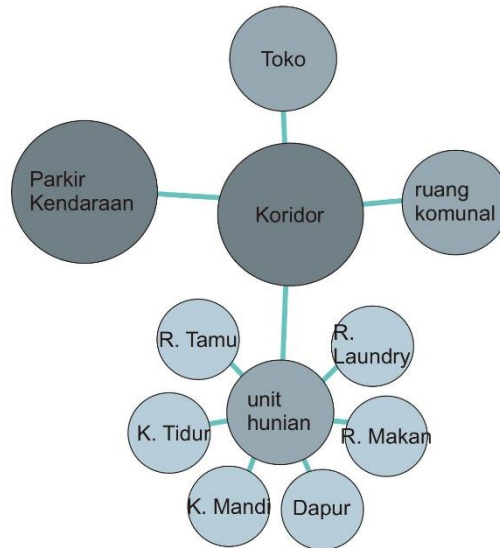 Toko
Parkir
Kendaraan
Koridor
ruang
komunal
R. Tamu
R.
Laundry
unit
hunian
K. Tidur
R. Makan
K. Mandi
Dapur